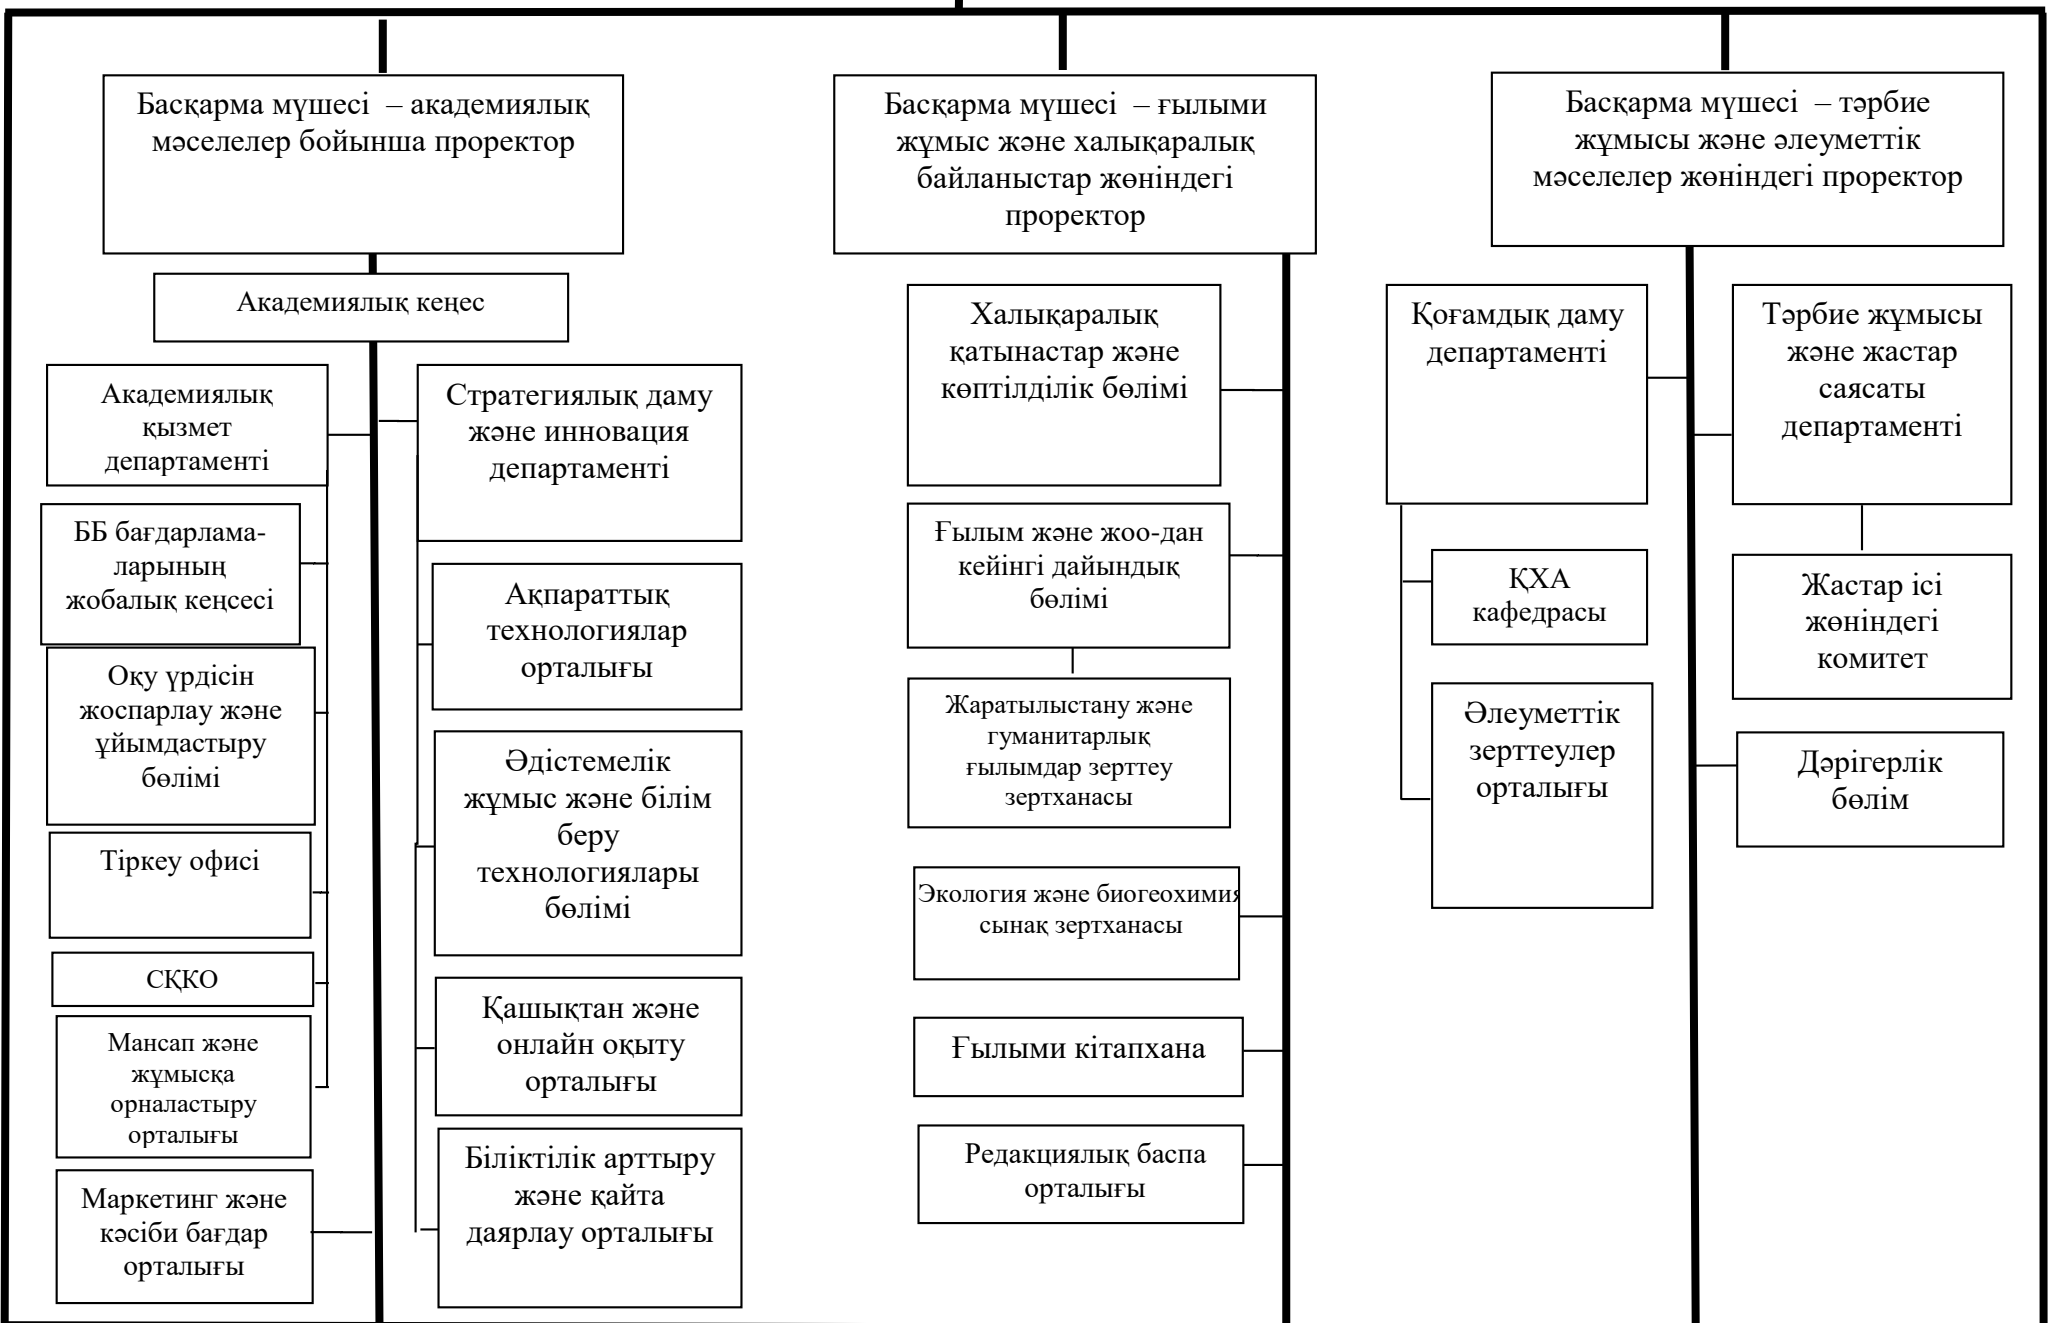 Басқарма мүшесі – академиялық
мәселелер бойынша проректор
Басқарма мүшесі – ғылыми
жұмыс және халықаралық
байланыстар жөніндегі
проректор
Басқарма мүшесі – тәрбие
жұмысы және әлеуметтік
мәселелер жөніндегі проректор
Академиялық кеңес
Академиялық
қызмет
департаменті
ББ бағдарлама-
ларының
жобалық кеңсесі
Оқу үрдісін
жоспарлау және
ұйымдастыру
бөлімі
Тіркеу офисі
СҚКО
Мансап және
жұмысқа
орналастыру
орталығы
Маркетинг және
кәсіби бағдар
орталығы
Стратегиялық даму
және инновация
департаменті
Ақпараттық
технологиялар
орталығы
Әдістемелік
жұмыс және білім
беру
технологиялары
бөлімі
Қашықтан және
онлайн оқыту
орталығы
Біліктілік арттыру
және қайта
даярлау орталығы
Халықаралық
қатынастар және
көптілділік бөлімі
Ғылым және жоо-дан
кейінгі дайындық
бөлімі
Жаратылыстану және
гуманитарлық
ғылымдар зерттеу
зертханасы
Экология және биогеохимия
сынақ зертханасы
Ғылыми кітапхана
Редакциялық баспа
орталығы
Қоғамдық даму
департаменті
ҚХА
кафедрасы
Әлеуметтік
зерттеулер
орталығы
Тәрбие жұмысы
және жастар
саясаты
департаменті
Жастар ісі
жөніндегі
комитет
Дәрігерлік
бөлім